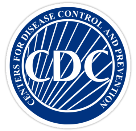 CENTERS FOR DISEASE CONTROL AND PREVENTION
CDC